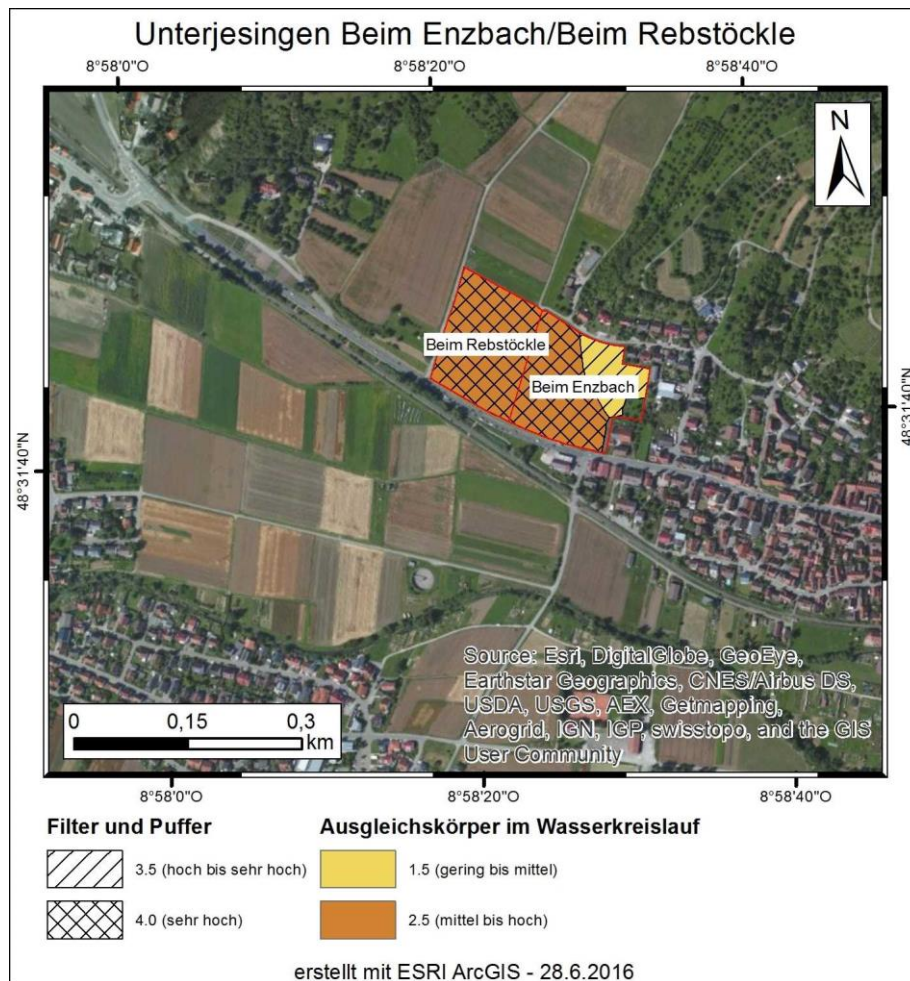 Unterjesingen Beim Enzbach/Beim Rebstöckle
8°58'0"O 8°58'20"O 8°58'40"O
N
Beim Rebstöckle
Beim Enzbach
48°31'40"N
48°31'40"N
Source: Esri, DigitalGlobe, GeoEye,
Earthstar Geographics, CNES/Airbus DS,
USDA, USGS, AEX, Getmapping,
Aerogrid, IGN, IGP, swisstopo, and the GIS
User Community
0 0,15 0,3
km
8°58'0"O 8°58'20"O 8°58'40"O
Filter und Puffer Ausgleichskörper im Wasserkreislauf
3.5 (hoch bis sehr hoch) 1.5 (gering bis mittel)
4.0 (sehr hoch) 2.5 (mittel bis hoch)
erstellt mit ESRI ArcGIS - 28.6.2016